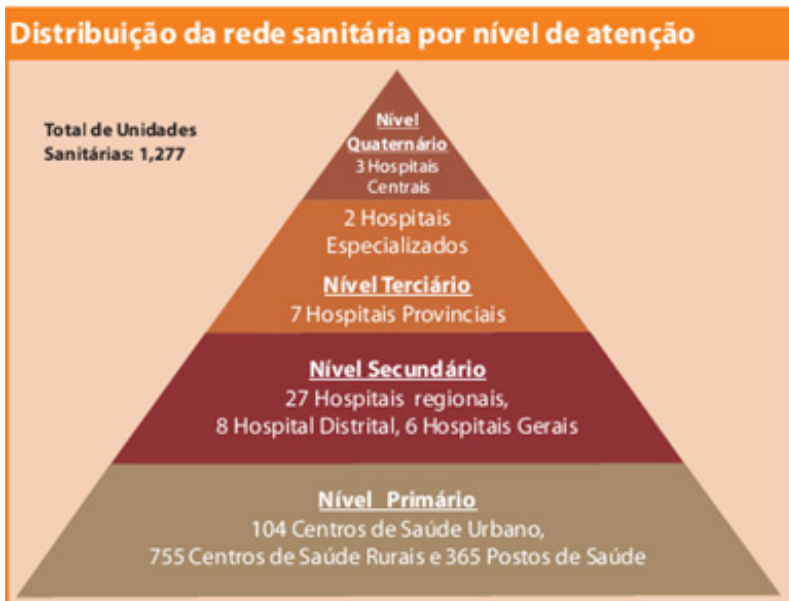 Distribuição da rede sanitária por nível de atenção
Total de Unidades
Sanitárias: 1,277
Nível
Quaternário
3 Hospitais
Centrais
2 Hospitais
Especializados
Nível Terciário
7 Hospitais Provinciais
Nível Secundário
27 Hospitais regionais,
8 Hospital Distrital, 6 Hospitais Gerais
Nível Primário
104 Centros de Saúde Urbano,
755 Centros de Saúde Rurais e 365 Postos de Saúde